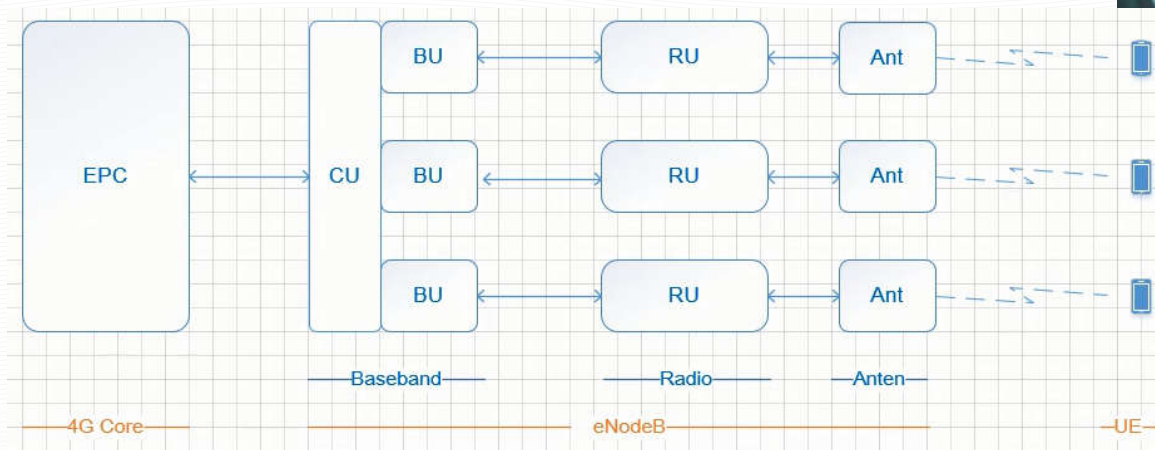 BU RU Ant
EPC CU BU RU Ant
BU RU Ant
Baseband Radio Anten
4G Core eNodeB UE